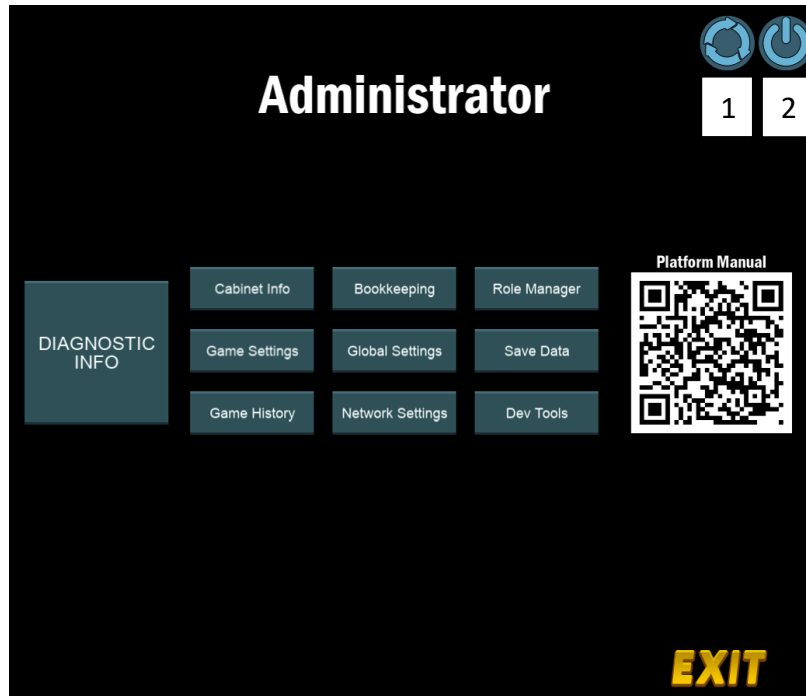 Administrator
1
2
Platform Manual
DIAGNOSTIC
INFO
Cabinet Info
Bookkeeping
Role Manager
Game Settings
Global Settings
Save Data
Game History
Network Settings
Dev Tools
EXIT